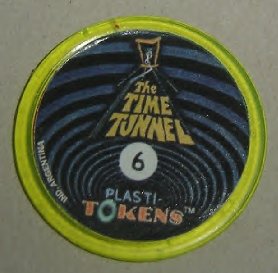 The
TIME
TUNNEL
6
PLASTI-
TOKENS™
IND. ARGENTINA